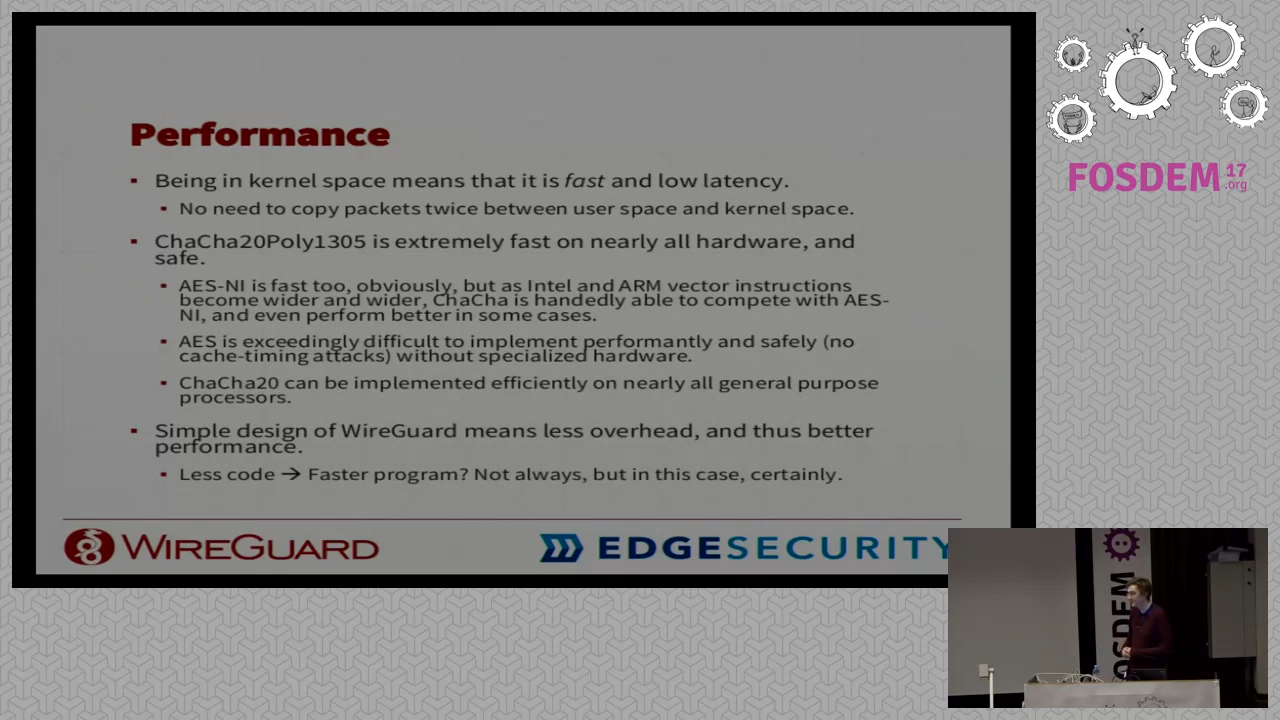 Performance
Being in kernel space means that it is fast and low latency.
No need to copy packets twice between user space and kernel space.
ChaCha20Poly1305 is extremely fast on nearly all hardware, and
safe.
AES-NI is fast too, obviously, but as Intel and ARM vector instructions
become wider and wider, ChaCha is handedly able to compete with AES-
NI, and even perform better in some cases.
AES is exceedingly difficult to implement performantly and safely (no
cache-timing attacks) without specialized hardware.
ChaCha20 can be implemented efficiently on nearly all general purpose
processors.
Simple design of WireGuard means less overhead, and thus better
performance.
Less code → Faster program? Not always, but in this case, certainly.
WIREGUARD
EDGESECURITY
FOSDEM 17
.org
FOSDEM